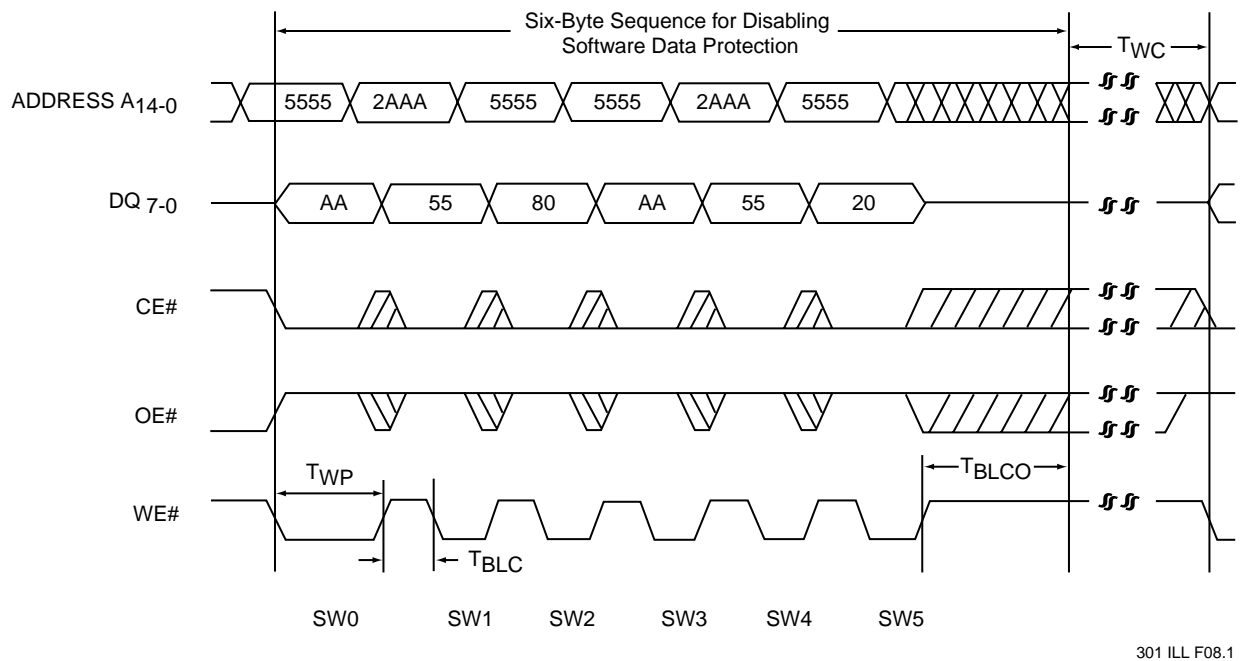 Six-Byte Sequence for Disabling
Software Data Protection
TWC
ADDRESS A14-0
5555 2AAA 5555 5555 2AAA 5555
DQ 7-0
AA 55 80 AA 55 20
CE#
OE#
TWP
TBLCO
WE#
TBLC
SW0 SW1 SW2 SW3 SW4 SW5
301 ILL F08.1